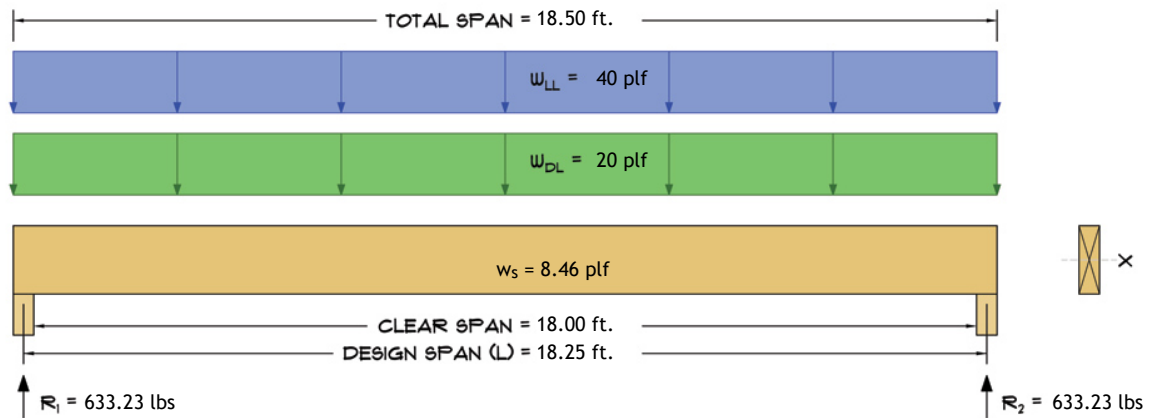 TOTAL SPAN = 18.50 ft.
WLL = 40 plf
WDL = 20 plf
ws = 8.46 plf
X
CLEAR SPAN = 18.00 ft.
DESIGN SPAN (L) = 18.25 ft.
R1 = 633.23 lbs
R2 = 633.23 lbs